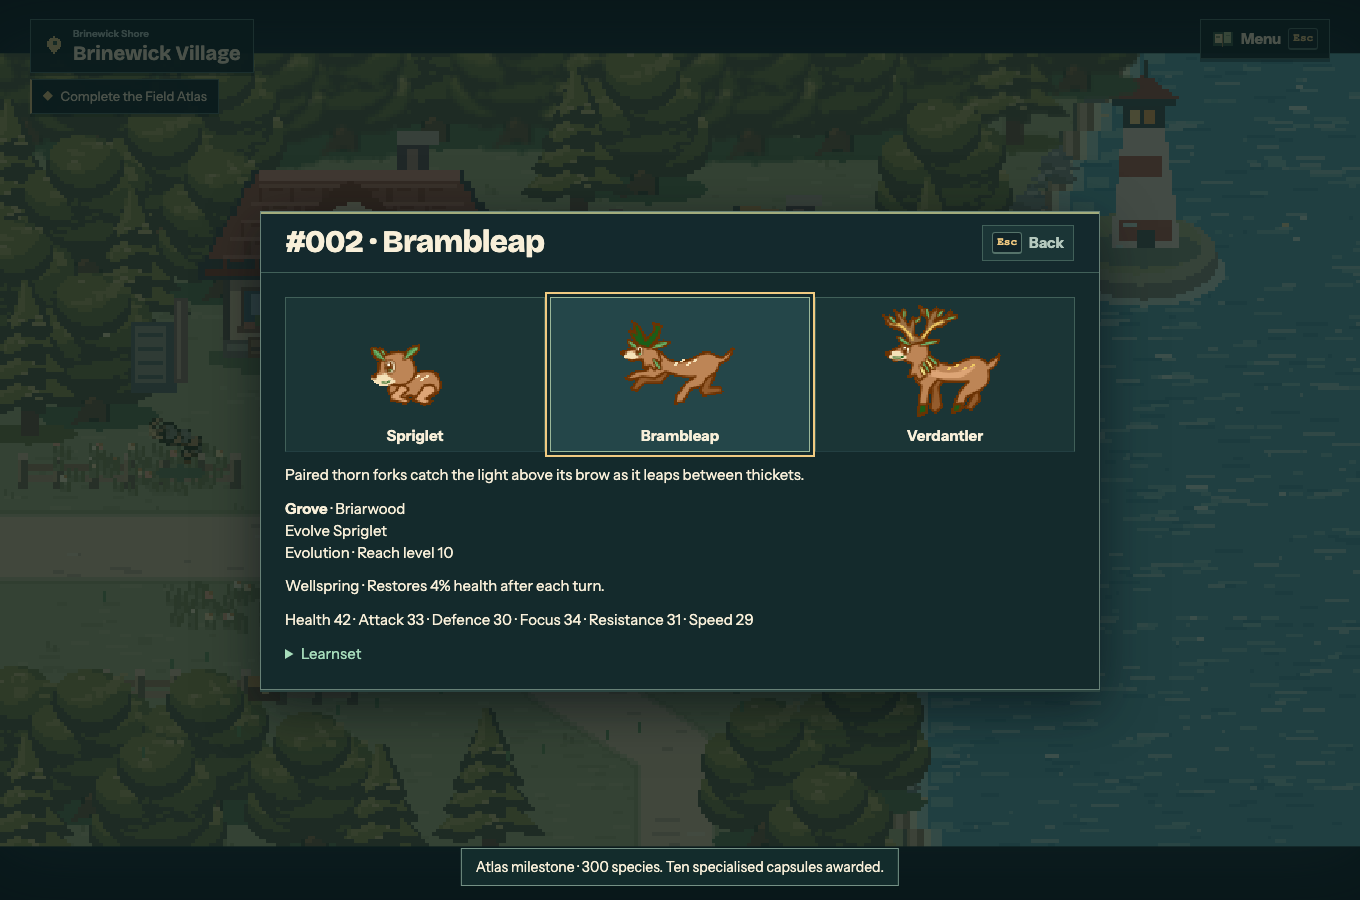 Brinewick Shore
Brinewick Village
Complete the Field Atlas
Menu Esc
#002 · Brambleap
Esc Back
Spriglet
Brambleap
Verdantler
Paired thorn forks catch the light above its brow as it leaps between thickets.
Grove · Briarwood
Evolve Spriglet
Evolution · Reach level 10
Wellspring · Restores 4% health after each turn.
Health 42 · Attack 33 · Defence 30 · Focus 34 · Resistance 31 · Speed 29
Learnset
Atlas milestone · 300 species. Ten specialised capsules awarded.